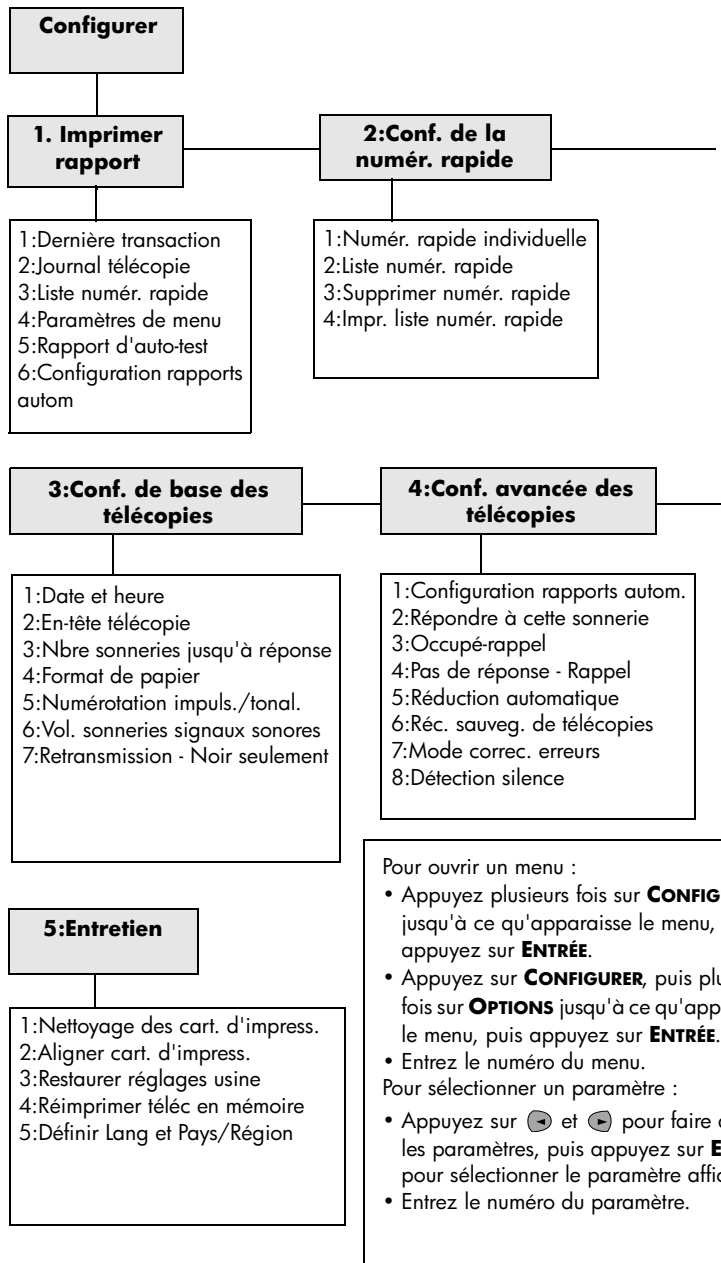 Configurer
1. Imprimer
rapport
2:Conf. de la
numér. rapide
1:Dernière transaction
2:Journal télécopie
3:Liste numér. rapide
4:Paramètres de menu
5:Rapport d'auto-test
6:Configuration rapports
autom
1:Numér. rapide individuelle
2:Liste numér. rapide
3:Supprimer numér. rapide
4:Impr. liste numér. rapide
3:Conf. de base des
télécopies
4:Conf. avancée des
télécopies
1:Date et heure
2:En-tête télécopie
3:Nbre sonneries jusqu'à réponse
4:Format de papier
5:Numérotation impuls./tonal.
6:Vol. sonneries signaux sonores
7:Retransmission - Noir seulement
1:Configuration rapports autom.
2:Répondre à cette sonnerie
3:Occupé-rappel
4:Pas de réponse - Rappel
5:Réduction automatique
6:Réc. sauveg. de télécopies
7:Mode correc. erreurs
8:Détection silence
5:Entretien
1:Nettoyage des cart. d'impress.
2:Aligner cart. d'impress.
3:Restaurer réglages usine
4:Réimprimer téléc en mémoire
5:Définir Lang et Pays/Région
Pour ouvrir un menu :
• Appuyez plusieurs fois sur
jusqu'à ce qu'apparaisse le menu,
appuyez sur ENTRÉE.
• Appuyez sur CONFIGURER, puis
fois sur OPTIONS jusqu'à ce
le menu, puis appuyez sur ENTRÉE.
• Entrez le numéro du menu.
Pour sélectionner un paramètre :
• Appuyez sur et pour faire
les paramètres, puis appuyez sur
pour sélectionner le paramètre
• Entrez le numéro du paramètre.